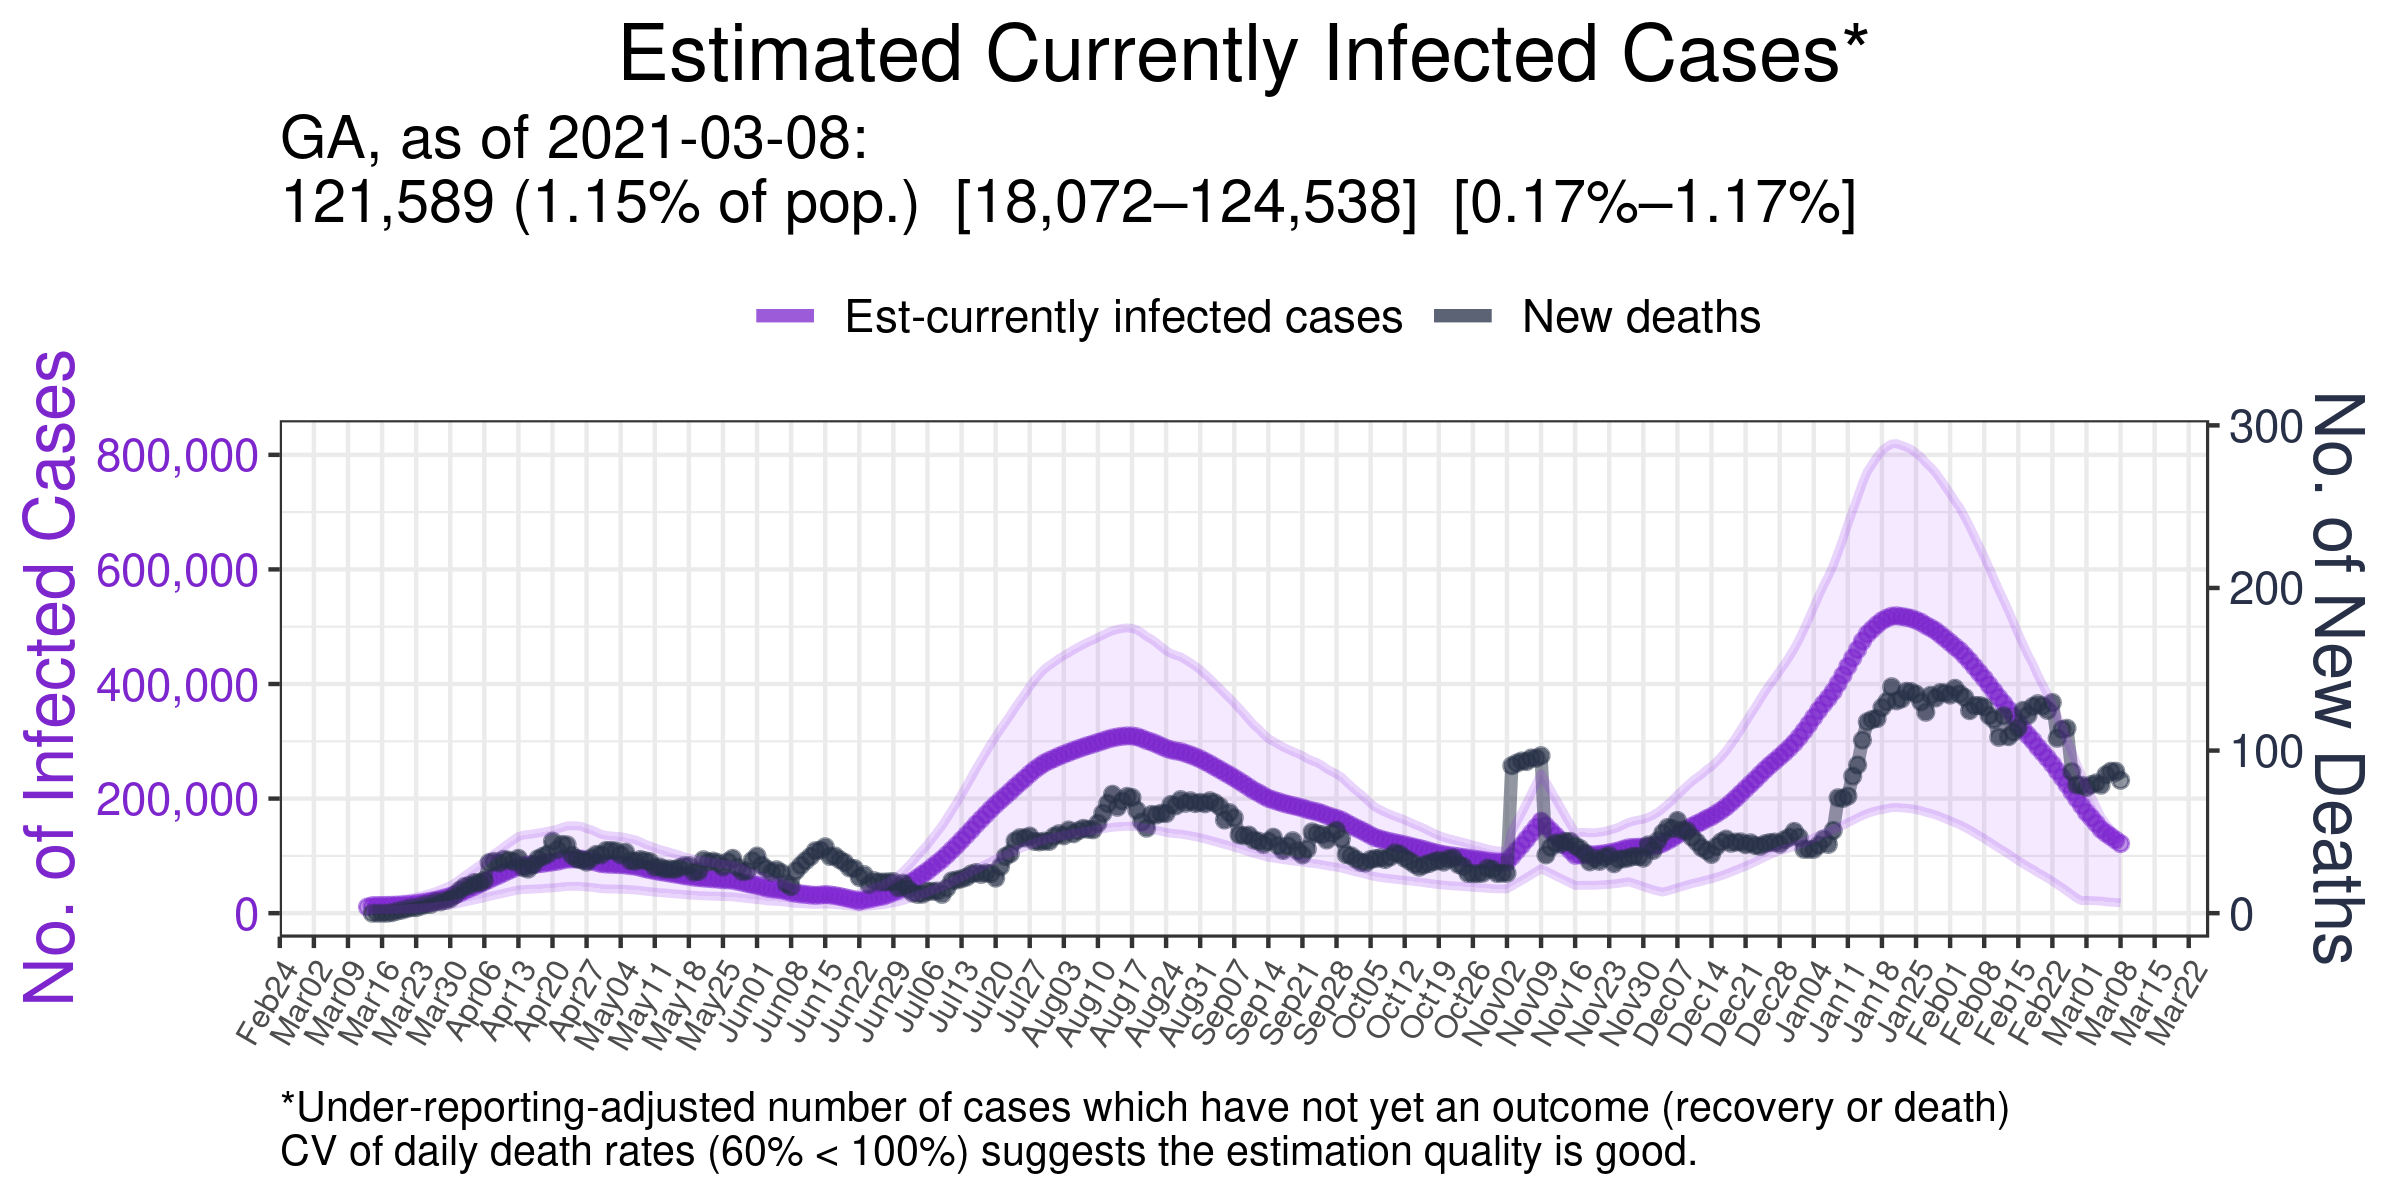 Estimated Currently Infected Cases*
GA, as of 2021-03-08:
121,589 (1.15% of pop.)  [18,072–124,538]  [0.17%–1.17%]
Est-currently infected cases
New deaths
No. of Infected Cases
800,000
600,000
400,000
200,000
0
300
200
100
0
No. of New Deaths
Feb24
Mar02
Mar09
Mar16
Mar23
Mar30
Apr06
Apr13
Apr20
Apr27
May04
May11
May18
May25
Jun01
Jun08
Jun15
Jun22
Jun29
Jul06
Jul13
Jul20
Jul27
Aug03
Aug10
Aug17
Aug24
Aug31
Sep07
Sep14
Sep21
Sep28
Oct05
Oct12
Oct19
Oct26
Nov02
Nov09
Nov16
Nov23
Nov30
Dec07
Dec14
Dec21
Dec28
Jan04
Jan11
Jan18
Jan25
Feb01
Feb08
Feb15
Feb22
Mar01
Mar08
Mar15
Mar22
*Under-reporting-adjusted number of cases which have not yet an outcome (recovery or death)
CV of daily death rates (60% < 100%) suggests the estimation quality is good.